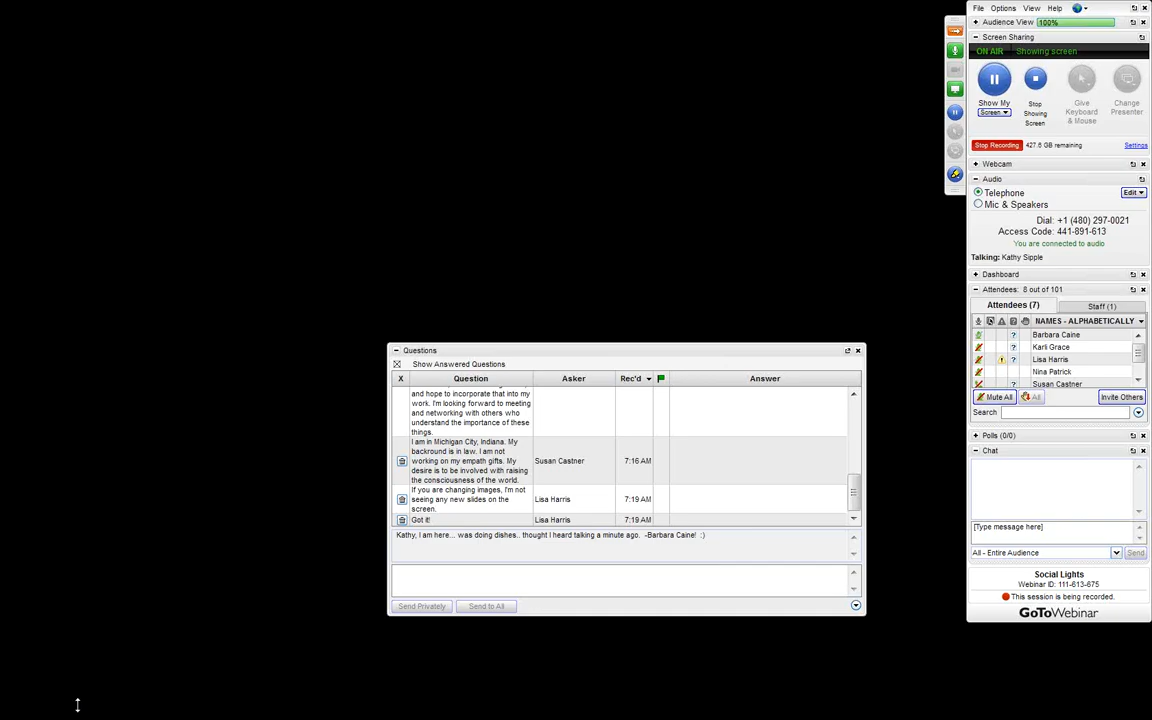 File Options View Help
Audience View 100%
Screen Sharing
ON AIR Showing screen
Show My
Screen
Stop
Showing
Screen
Give
Keyboard
& Mouse
Change
Presenter
Stop Recording 427.6 GB remaining Settings
Webcam
Audio
Telephone Edit
Mic & Speakers
Dial: +1 (480) 297-0021
Access Code: 441-891-613
You are connected to audio
Talking: Kathy Sipple
Dashboard
Attendees: 8 out of 101
Attendees (7) Staff (1)
NAMES - ALPHABETICALLY
Barbara Caine
Karli Grace
Lisa Harris
Nina Patrick
Susan Castner
Mute All All Invite Others
Search
Polls (0/0)
Chat
[Type message here]
All - Entire Audience Send
Social Lights
Webinar ID: 111-613-675
This session is being recorded.
GoToWebinar
Questions
Show Answered Questions
X Question Asker Rec'd Answer
and hope to incorporate that into my
work. I'm looking forward to meeting
and networking with others who
understand the importance of these
things.
I am in Michigan City, Indiana. My
backround is in law. I am not
working on my empath gifts. My
desire is to be involved with raising
the consciousness of the world.
Susan Castner 7:16 AM
If you are changing images, I'm not
seeing any new slides on the
screen.
Lisa Harris 7:19 AM
Got it! Lisa Harris 7:19 AM
Kathy, I am here... was doing dishes.. thought I heard talking a minute ago. -Barbara Caine! :)
Send Privately Send to All